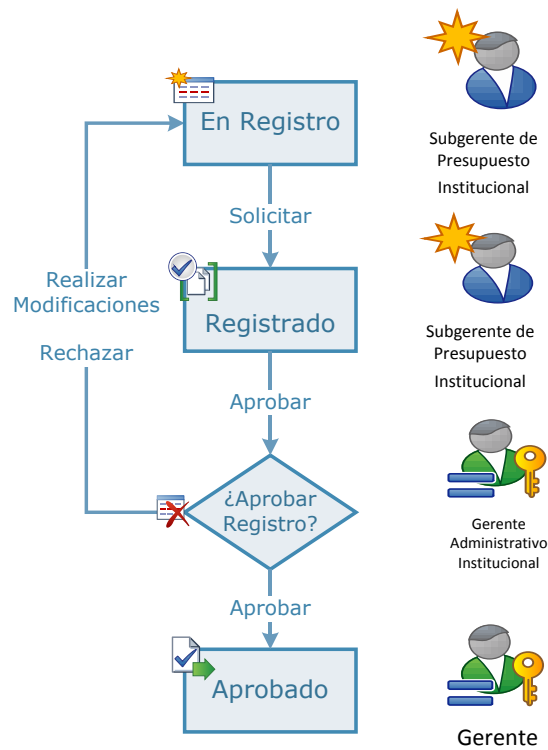 En Registro
Subgerente de
Presupuesto
Institucional
Solicitar
Realizar
Modificaciones
Rechazar
Registrado
Subgerente de
Presupuesto
Institucional
Aprobar
¿Aprobar
Registro?
Gerente
Administrativo
Institucional
Aprobar
Aprobado
Gerente